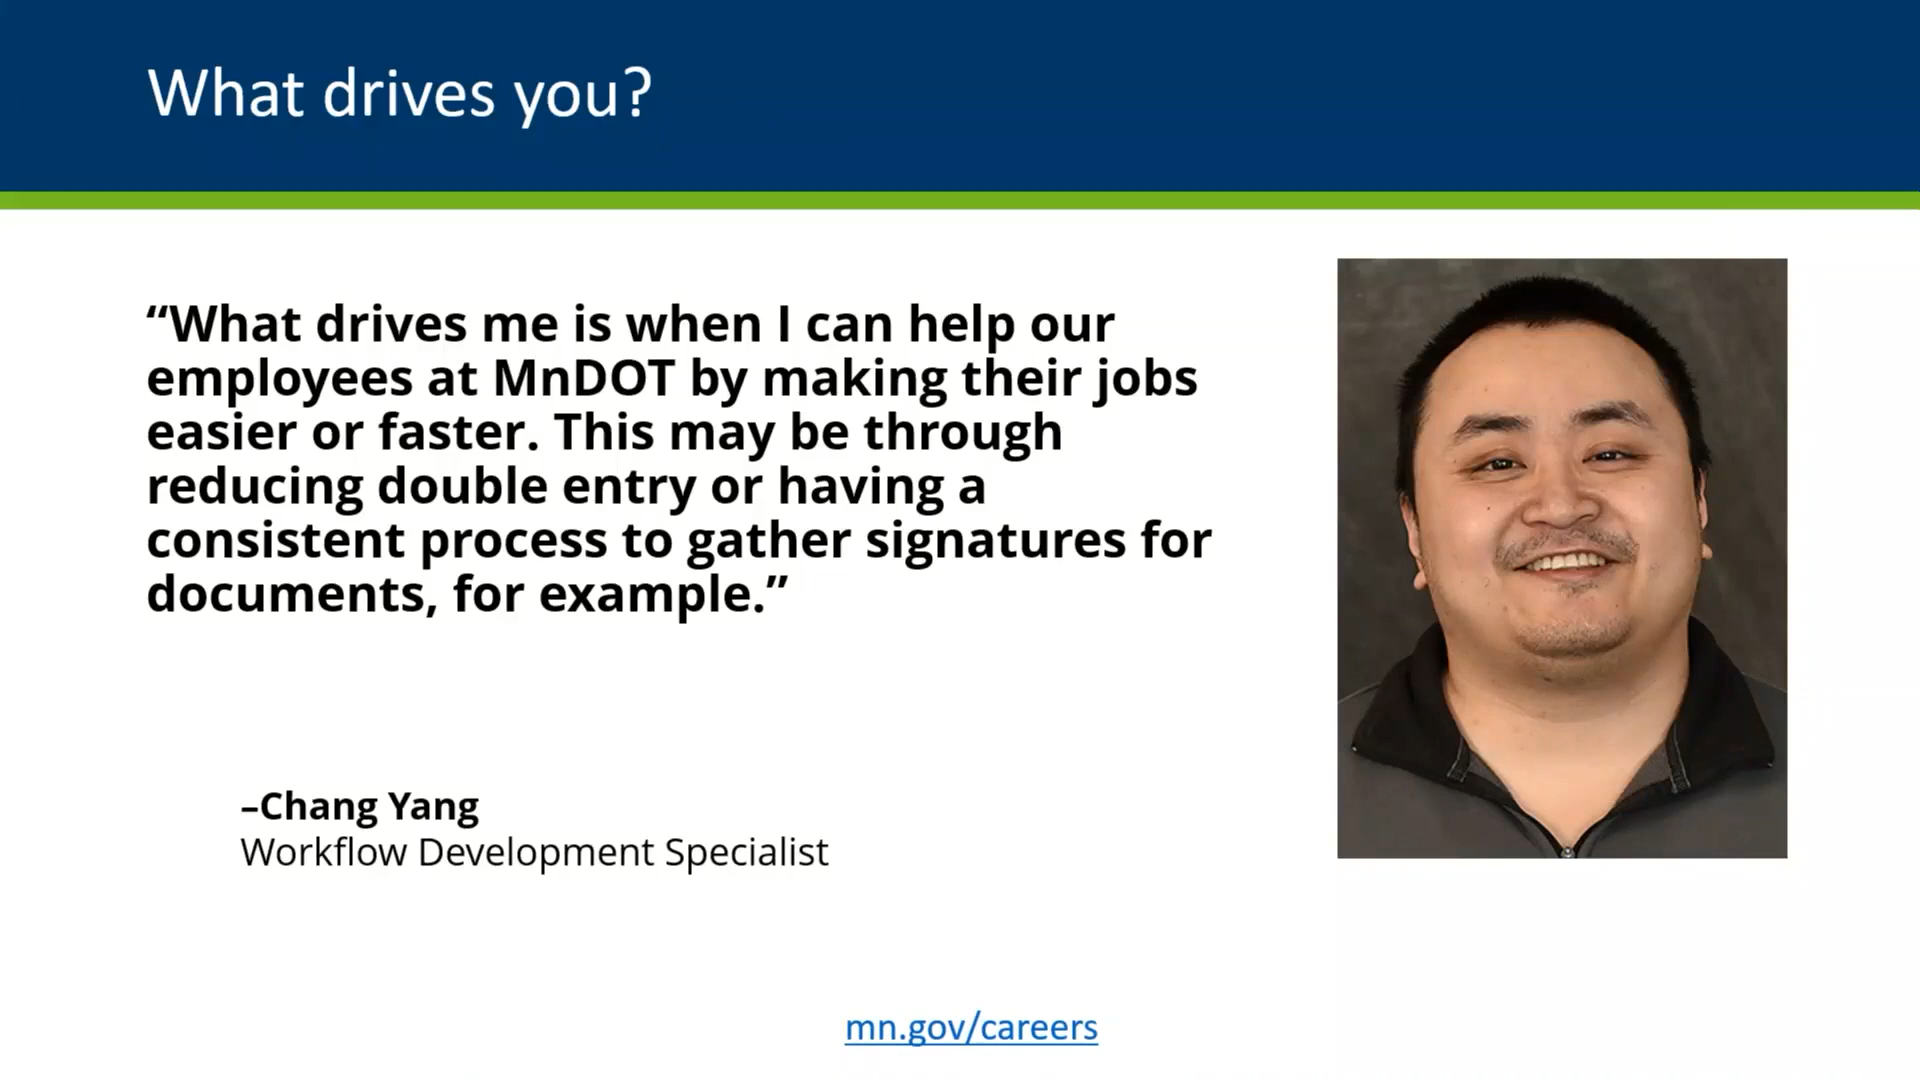 What drives you?
“What drives me is when I can help our
employees at MnDOT by making their jobs
easier or faster. This may be through
reducing double entry or having a
consistent process to gather signatures for
documents, for example.”
–Chang Yang
Workflow Development Specialist
mn.gov/careers